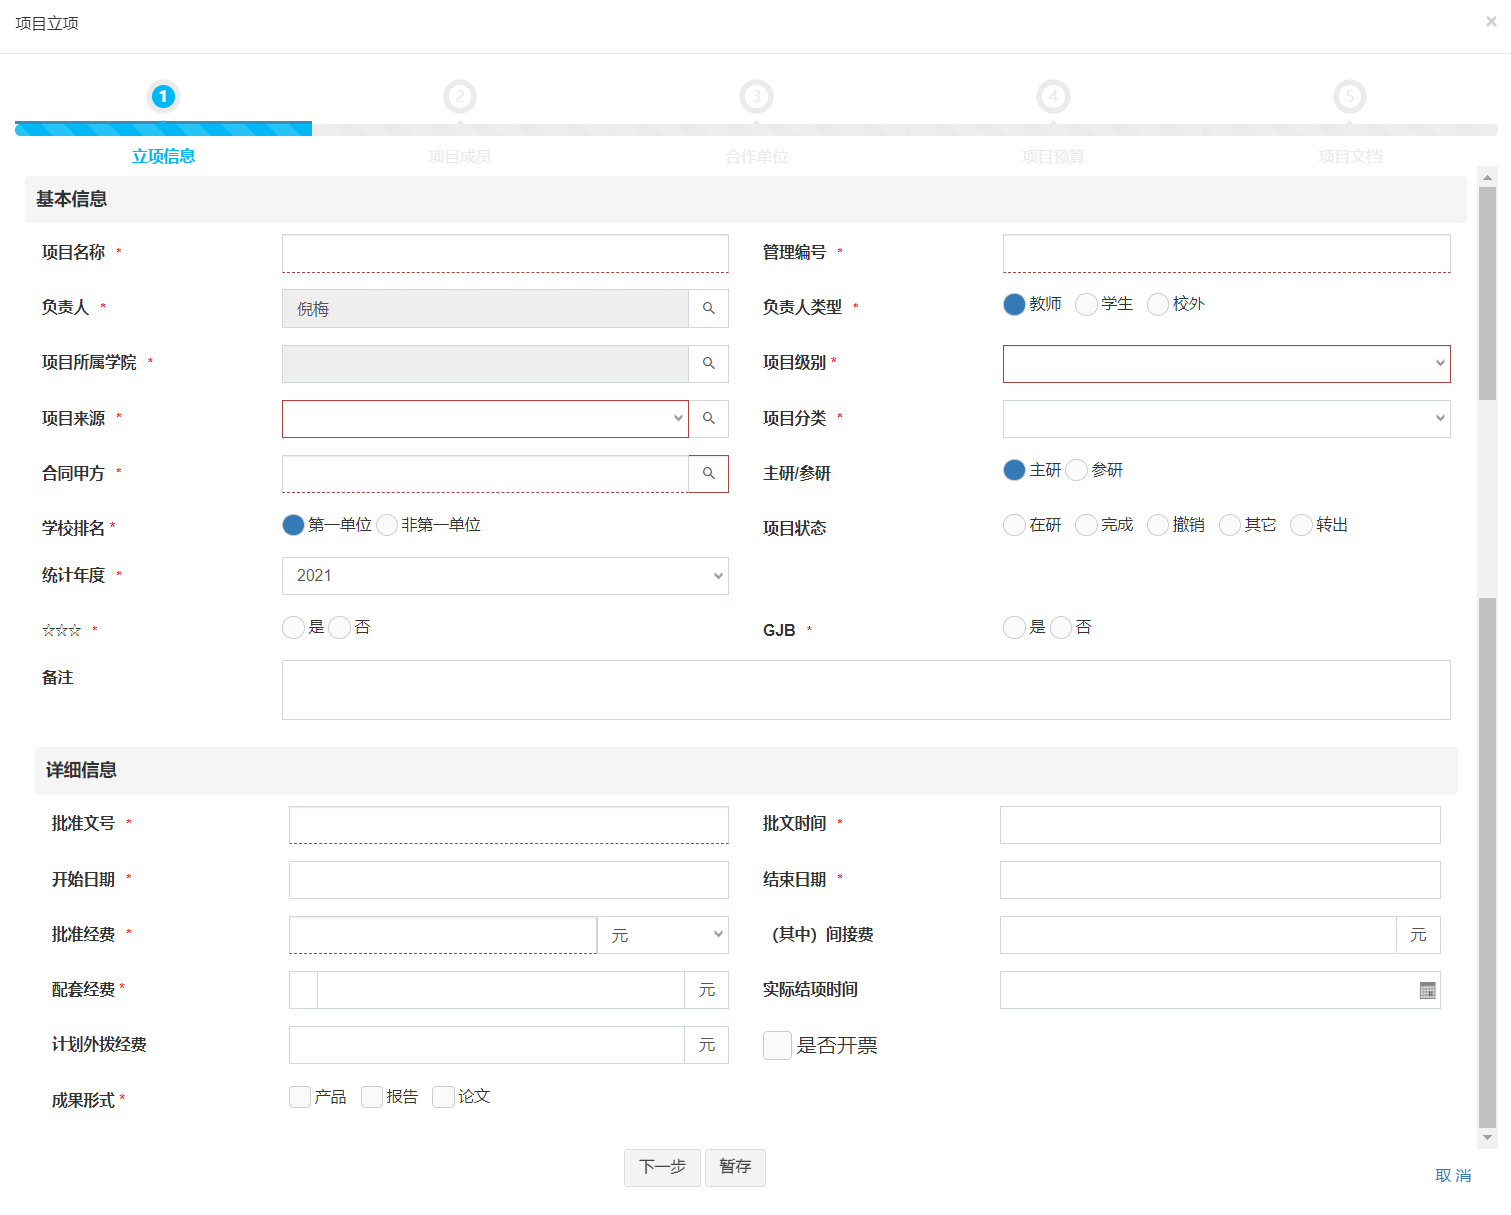 项目立项 ×
1 2 3 4 5
立项信息 项目成员 合作单位 项目预算 项目文档
基本信息
项目名称 * 管理编号 *
负责人 * 倪梅 负责人类型 * 教师 学生 校外
项目所属学院 * 项目级别 *
项目来源 * 项目分类 *
合同甲方 * 主研/参研 主研 参研
学校排名 * 第一单位 非第一单位 项目状态 在研 完成 撤销 其它 转出
统计年度 * 2021
☆☆☆ * 是 否 GJB * 是 否
备注
详细信息
批准文号 * 批文时间 *
开始日期 * 结束日期 *
批准经费 * 元 （其中）间接费 元
配套经费 * 元 实际结项时间
计划外拨经费 元 是否开票
成果形式 * 产品 报告 论文
下一步 暂存
取 消